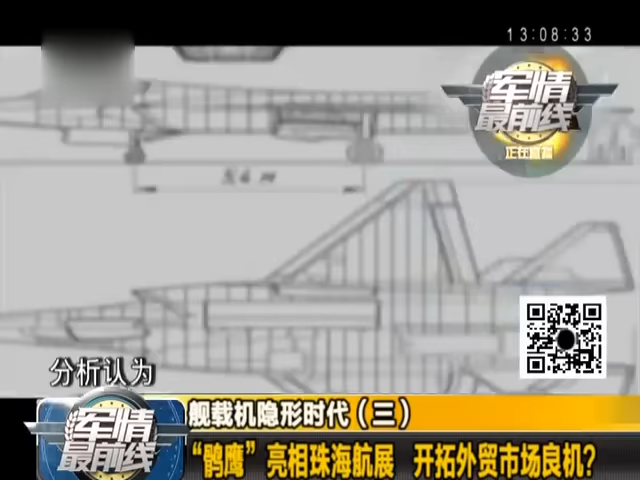 13:08:33
军情
最前线
正在直播
5,4 m
分析认为
舰载机隐形时代(三)
军情
最前线
“鹘鹰”亮相珠海航展 开拓外贸市场良机?